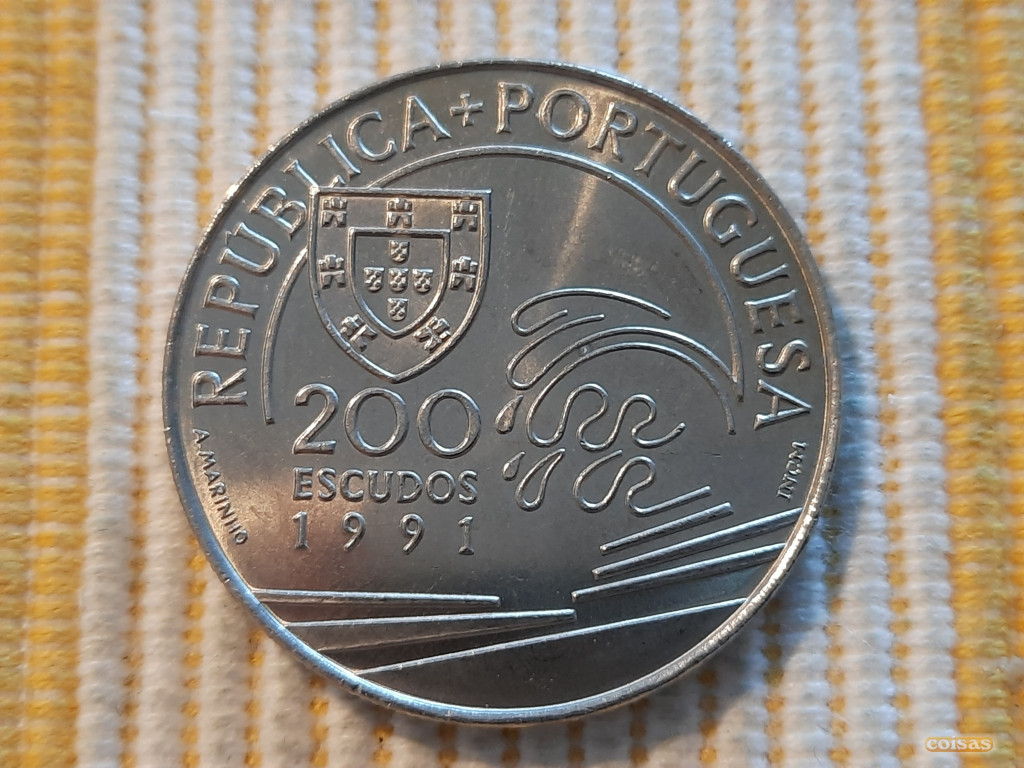 REPUBLICA + PORTUGUESA
200
ESCUDOS
1991
A.MARINHO
INCM
coisas